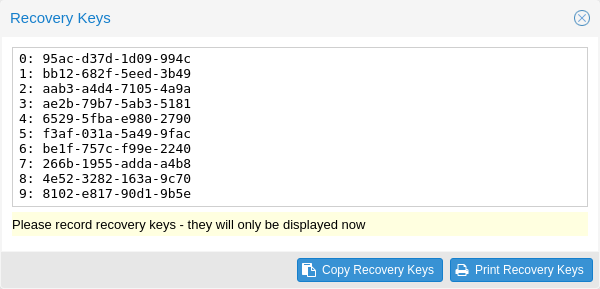 Recovery Keys
0: 95ac-d37d-1d09-994c
1: bb12-682f-5eed-3b49
2: aab3-a4d4-7105-4a9a
3: ae2b-79b7-5ab3-5181
4: 6529-5fba-e980-2790
5: f3af-031a-5a49-9fac
6: be1f-757c-f99e-2240
7: 266b-1955-adda-a4b8
8: 4e52-3282-163a-9c70
9: 8102-e817-90d1-9b5e
Please record recovery keys - they will only be displayed now
Copy Recovery Keys
Print Recovery Keys